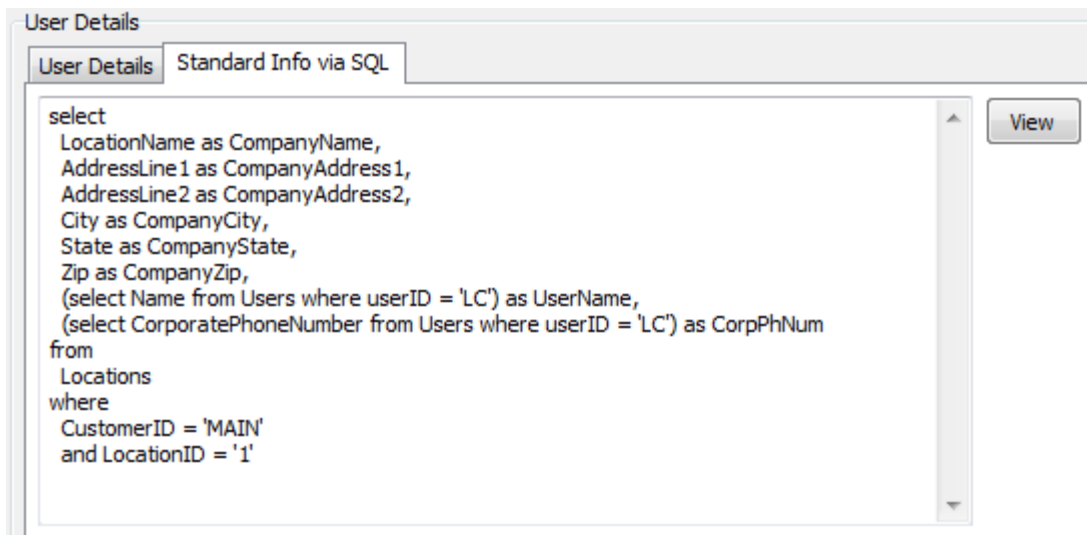 User Details
User Details
Standard Info via SQL
select
LocationName as CompanyName,
AddressLine1 as CompanyAddress1,
AddressLine2 as CompanyAddress2,
City as CompanyCity,
State as CompanyState,
Zip as CompanyZip,
(select Name from Users where userID = 'LC') as UserName,
(select CorporatePhoneNumber from Users where userID = 'LC') as CorpPhNum
from
Locations
where
CustomerID = 'MAIN'
and LocationID = '1'
View